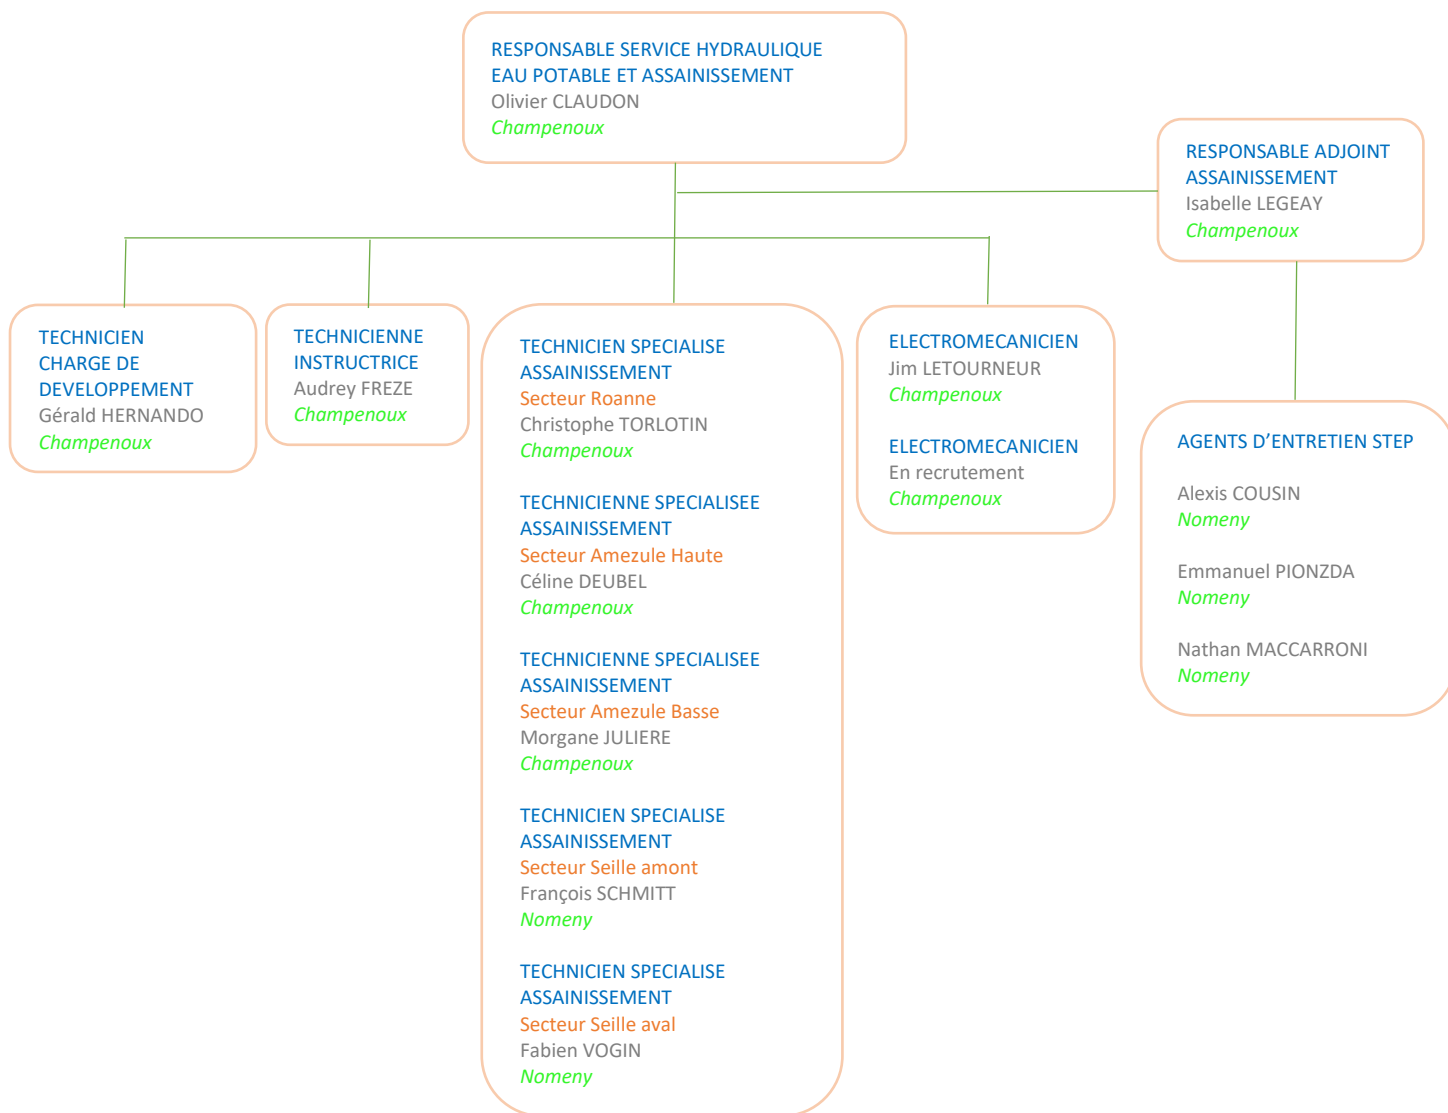 RESPONSABLE SERVICE HYDRAULIQUE
EAU POTABLE ET ASSAINISSEMENT
Olivier CLAUDON
Champenoux
RESPONSABLE ADJOINT
ASSAINISSEMENT
Isabelle LEGEAY
Champenoux
TECHNICIEN
CHARGE DE
DEVELOPPEMENT
Gérald HERNANDO
Champenoux
TECHNICIENNE
INSTRUCTRICE
Audrey FREZE
Champenoux
TECHNICIEN SPECIALISE
ASSAINISSEMENT
Secteur Roanne
Christophe TORLOTIN
Champenoux
TECHNICIENNE SPECIALISEE
ASSAINISSEMENT
Secteur Amezule Haute
Céline DEUBEL
Champenoux
TECHNICIENNE SPECIALISEE
ASSAINISSEMENT
Secteur Amezule Basse
Morgane JULIERE
Champenoux
TECHNICIEN SPECIALISE
ASSAINISSEMENT
Secteur Seille amont
François SCHMITT
Nomeny
TECHNICIEN SPECIALISE
ASSAINISSEMENT
Secteur Seille aval
Fabien VOGIN
Nomeny
ELECTROMECANICIEN
Jim LETOURNEUR
Champenoux
ELECTROMECANICIEN
En recrutement
Champenoux
AGENTS D’ENTRETIEN STEP
Alexis COUSIN
Nomeny
Emmanuel PIONZDA
Nomeny
Nathan MACCARRONI
Nomeny